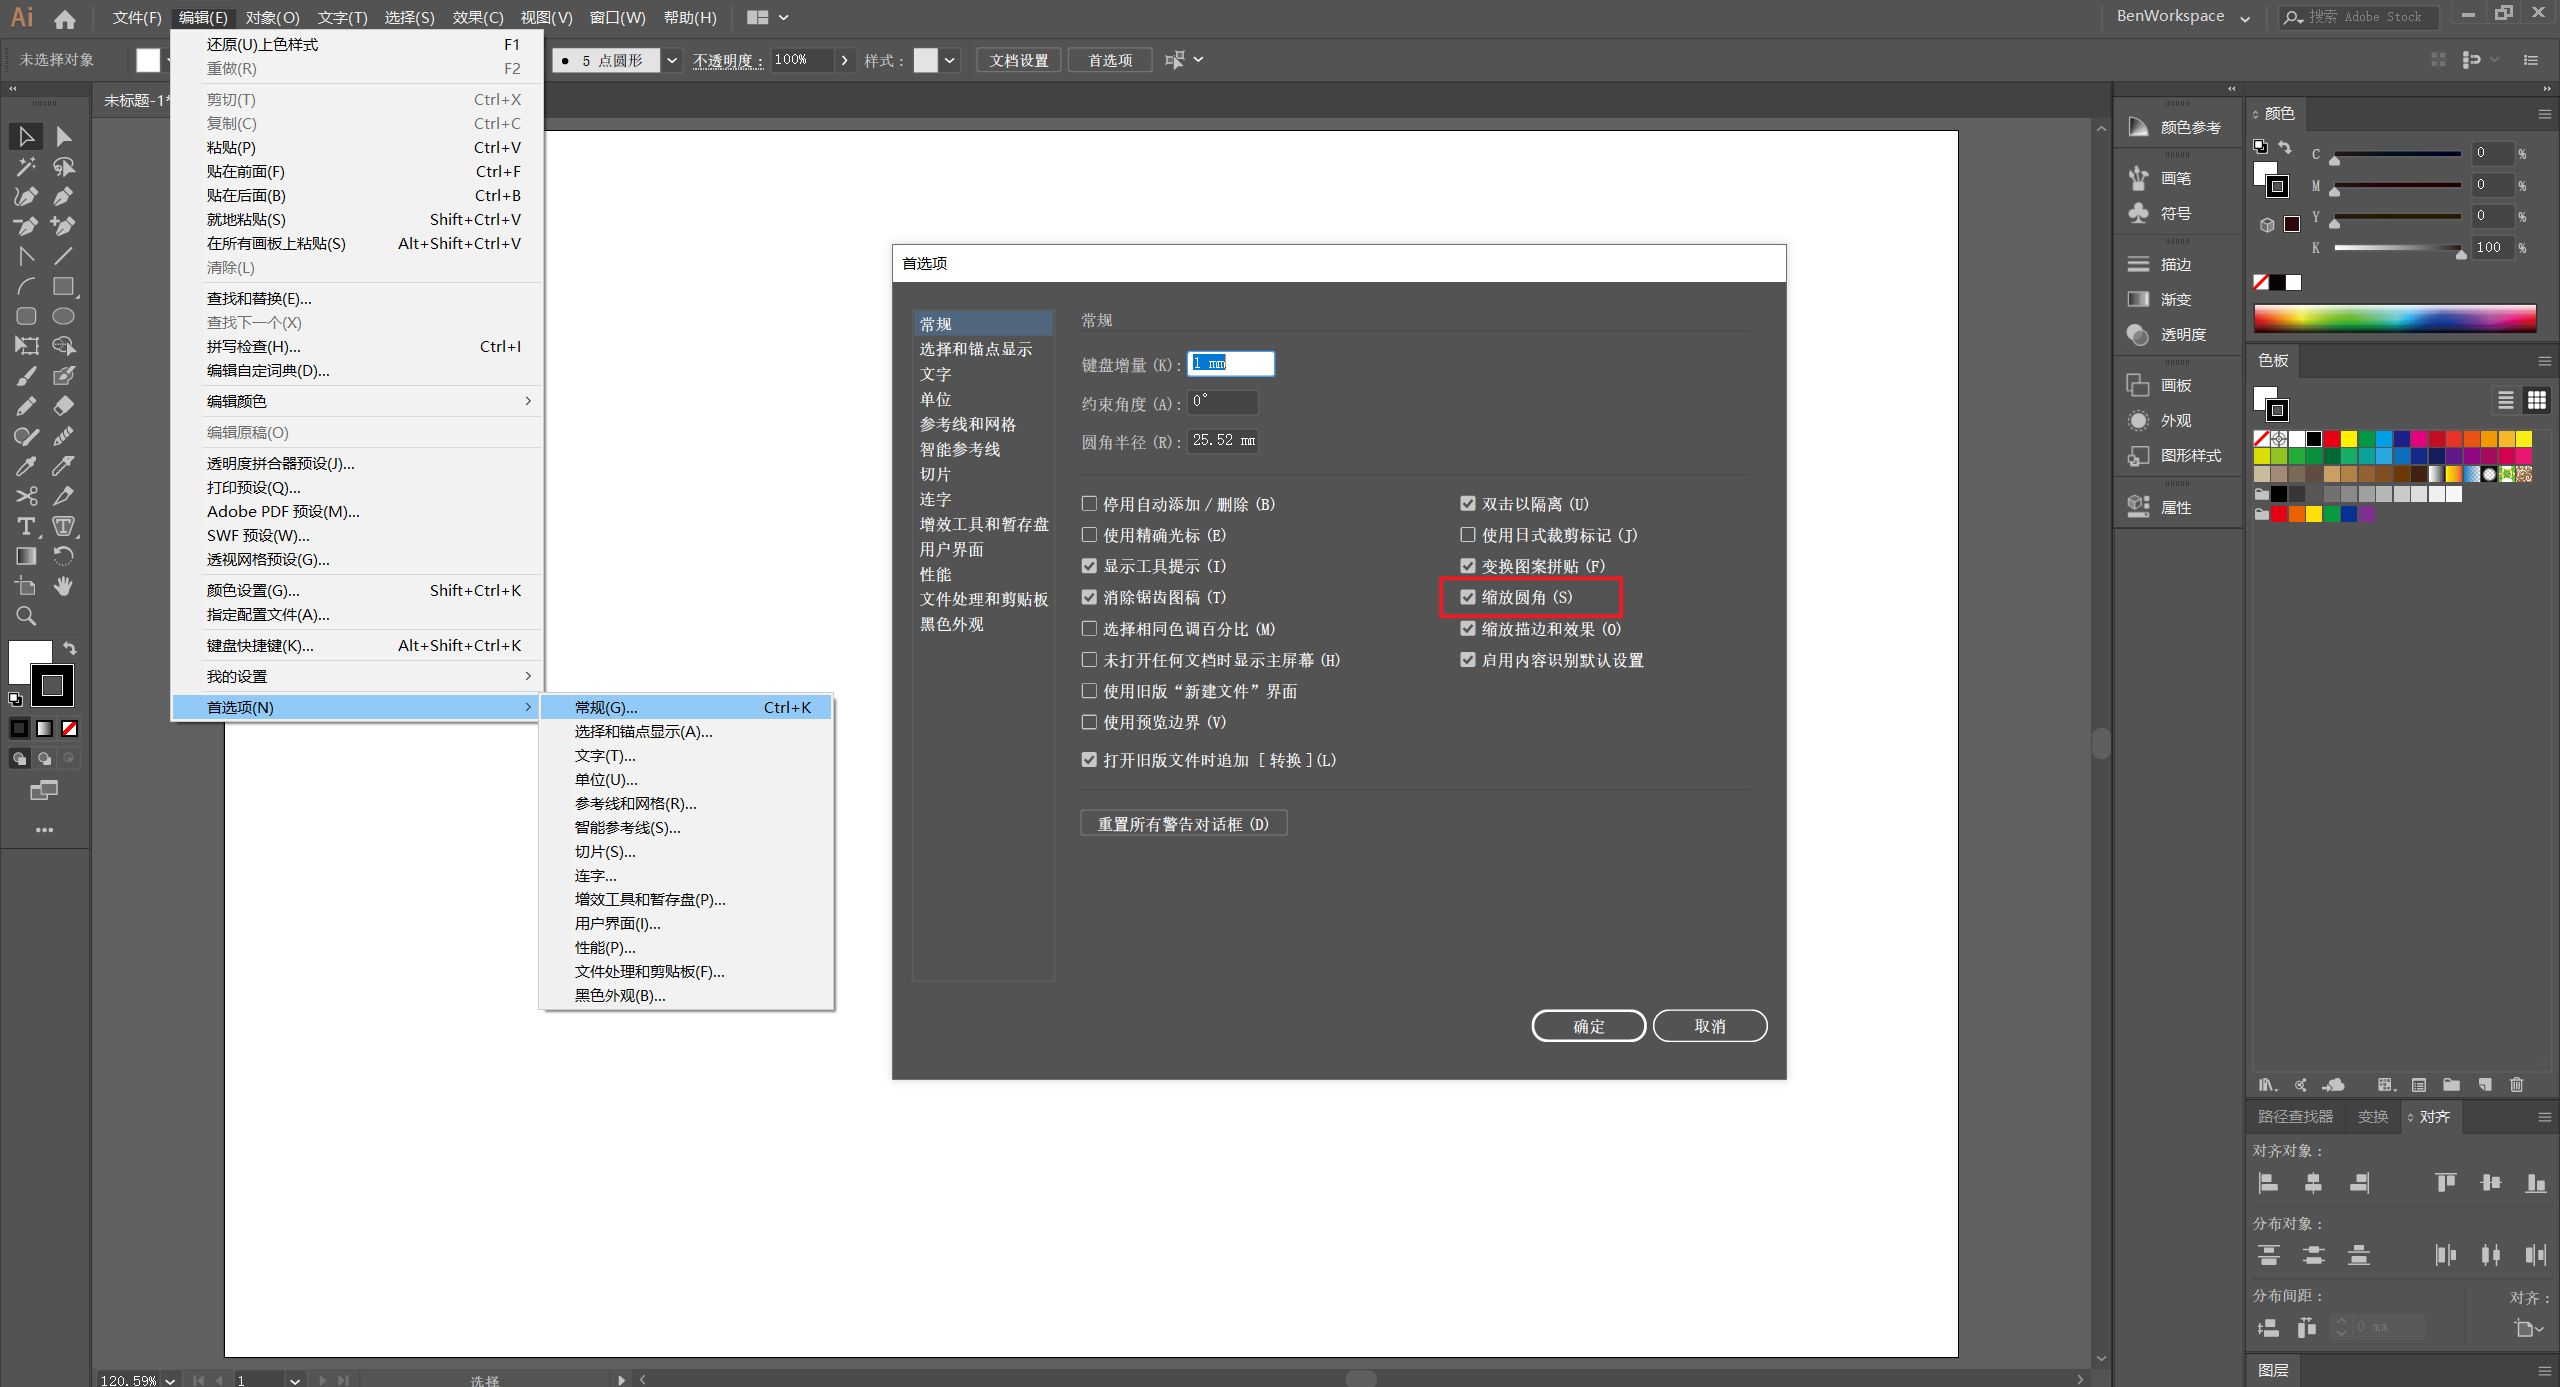 Ai 文件(F) 编辑(E) 对象(O) 文字(T) 选择(S) 效果(C) 视图(V) 窗口(W) 帮助(H) BenWorkspace 搜索 Adobe Stock
未选择对象 5 点圆形 不透明度： 100% 样式： 文档设置 首选项
未标题-1*
还原(U)上色样式 F1
重做(R) F2
剪切(T) Ctrl+X
复制(C) Ctrl+C
粘贴(P) Ctrl+V
贴在前面(F) Ctrl+F
贴在后面(B) Ctrl+B
就地粘贴(S) Shift+Ctrl+V
在所有画板上粘贴(S) Alt+Shift+Ctrl+V
清除(L)
查找和替换(E)...
查找下一个(X)
拼写检查(H)... Ctrl+I
编辑自定词典(D)...
编辑颜色
编辑原稿(O)
透明度拼合器预设(J)...
打印预设(Q)...
Adobe PDF 预设(M)...
SWF 预设(W)...
透视网格预设(G)...
颜色设置(G)... Shift+Ctrl+K
指定配置文件(A)...
键盘快捷键(K)... Alt+Shift+Ctrl+K
我的设置
首选项(N)
常规(G)... Ctrl+K
选择和锚点显示(A)...
文字(T)...
单位(U)...
参考线和网格(R)...
智能参考线(S)...
切片(S)...
连字...
增效工具和暂存盘(P)...
用户界面(I)...
性能(P)...
文件处理和剪贴板(F)...
黑色外观(B)...
首选项
常规
选择和锚点显示
文字
单位
参考线和网格
智能参考线
切片
连字
增效工具和暂存盘
用户界面
性能
文件处理和剪贴板
黑色外观
常规
键盘增量 (K)： 1 mm
约束角度 (A)： 0°
圆角半径 (R)： 25.52 mm
停用自动添加 / 删除 (B)
使用精确光标 (E)
显示工具提示 (I)
消除锯齿图稿 (T)
选择相同色调百分比 (M)
未打开任何文档时显示主屏幕 (H)
使用旧版“新建文件”界面
使用预览边界 (V)
打开旧版文件时追加 [ 转换 ](L)
双击以隔离 (U)
使用日式裁剪标记 (J)
变换图案拼贴 (F)
缩放圆角 (S)
缩放描边和效果 (O)
启用内容识别默认设置
重置所有警告对话框 (D)
确定 取消
颜色参考
画笔
符号
描边
渐变
透明度
画板
外观
图形样式
属性
颜色
C 0 %
M 0 %
Y 0 %
K 100 %
色板
路径查找器 变换 对齐
对齐对象：
分布对象：
分布间距： 对齐：
0 mm
图层
120.59% 1 选择